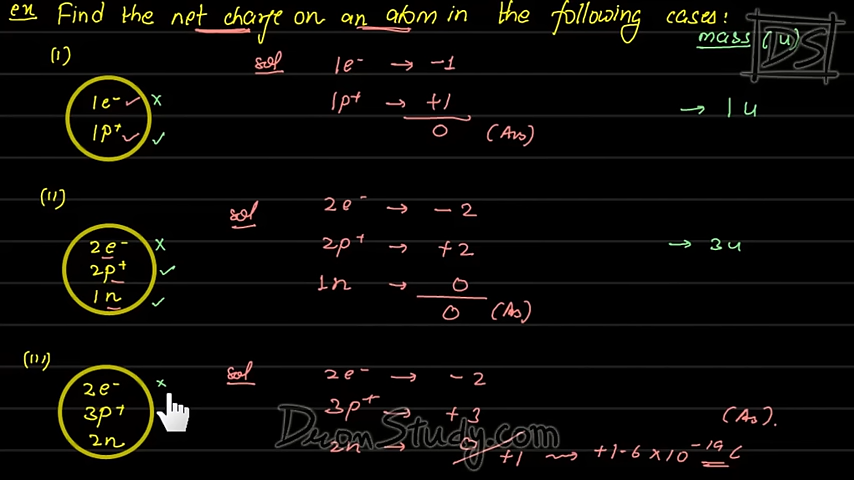 ex Find the net charge on an atom in the following cases:
mass (u)
DS
(i)
sol 1e⁻ → -1
1e⁻ ✓ x
1p⁺ → +1 → 1u
1p⁺ ✓ ✓
0 (Ans)
(ii)
sol 2e⁻ → -2
2e⁻ x
2p⁺ → +2 → 3u
2p⁺ ✓
1n → 0
1n ✓
0 (Ans)
(iii)
sol 2e⁻ → -2
2e⁻ x
3p⁺ → +3 (Ans).
3p⁺
DronStudy.com
2n
2n → 0 +1 ⇝ +1.6 × 10⁻¹⁹ C